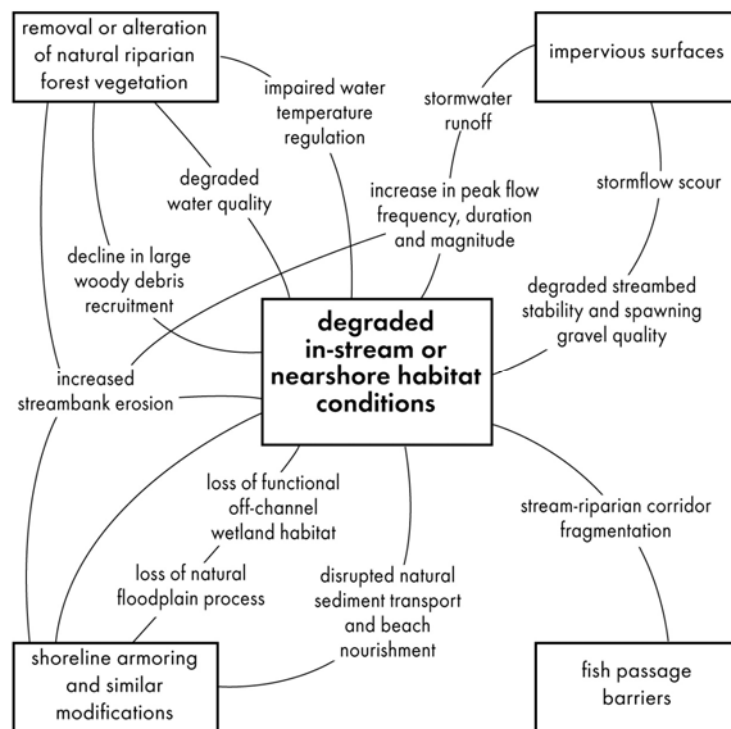 removal or alteration
of natural riparian
forest vegetation
impervious surfaces
impaired water
temperature
regulation
stormwater
runoff
degraded
water quality
stormflow scour
increase in peak flow
frequency, duration
and magnitude
decline in large
woody debris
recruitment
degraded streambed
stability and spawning
gravel quality
degraded
in-stream or
nearshore habitat
conditions
increased
streambank erosion
loss of functional
off-channel
wetland habitat
stream-riparian corridor
fragmentation
loss of natural
floodplain process
disrupted natural
sediment transport
and beach
nourishment
shoreline armoring
and similar
modifications
fish passage
barriers